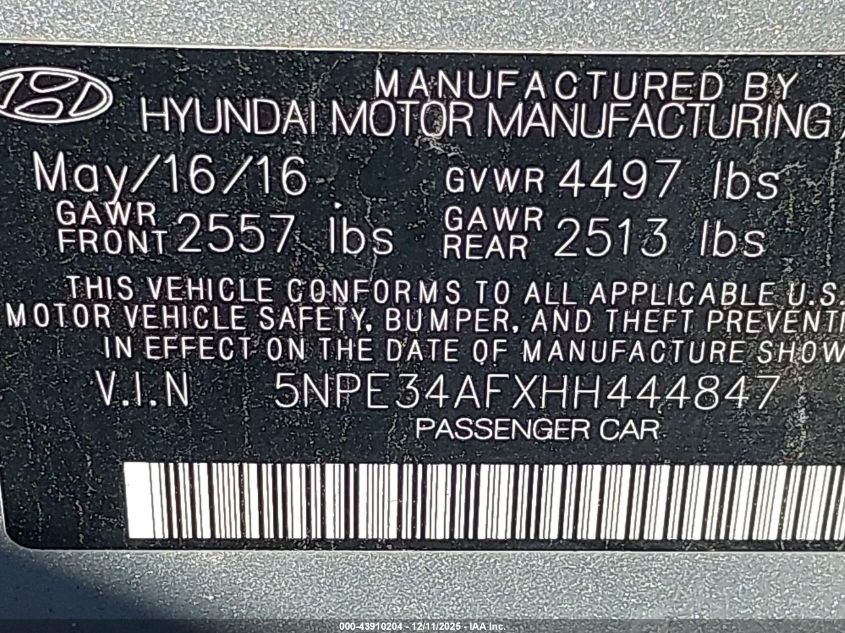 MANUFACTURED BY
HYUNDAI MOTOR MANUFACTURING
May/16/16 GVWR 4497 lbs
GAWR FRONT 2557 lbs GAWR REAR 2513 lbs
THIS VEHICLE CONFORMS TO ALL APPLICABLE U.S.
MOTOR VEHICLE SAFETY, BUMPER, AND THEFT PREVENTI
IN EFFECT ON THE DATE OF MANUFACTURE SHOW
V.I.N 5NPE34AFXHH444847
PASSENGER CAR
000-43910204 - 12/11/2025 - IAA Inc.